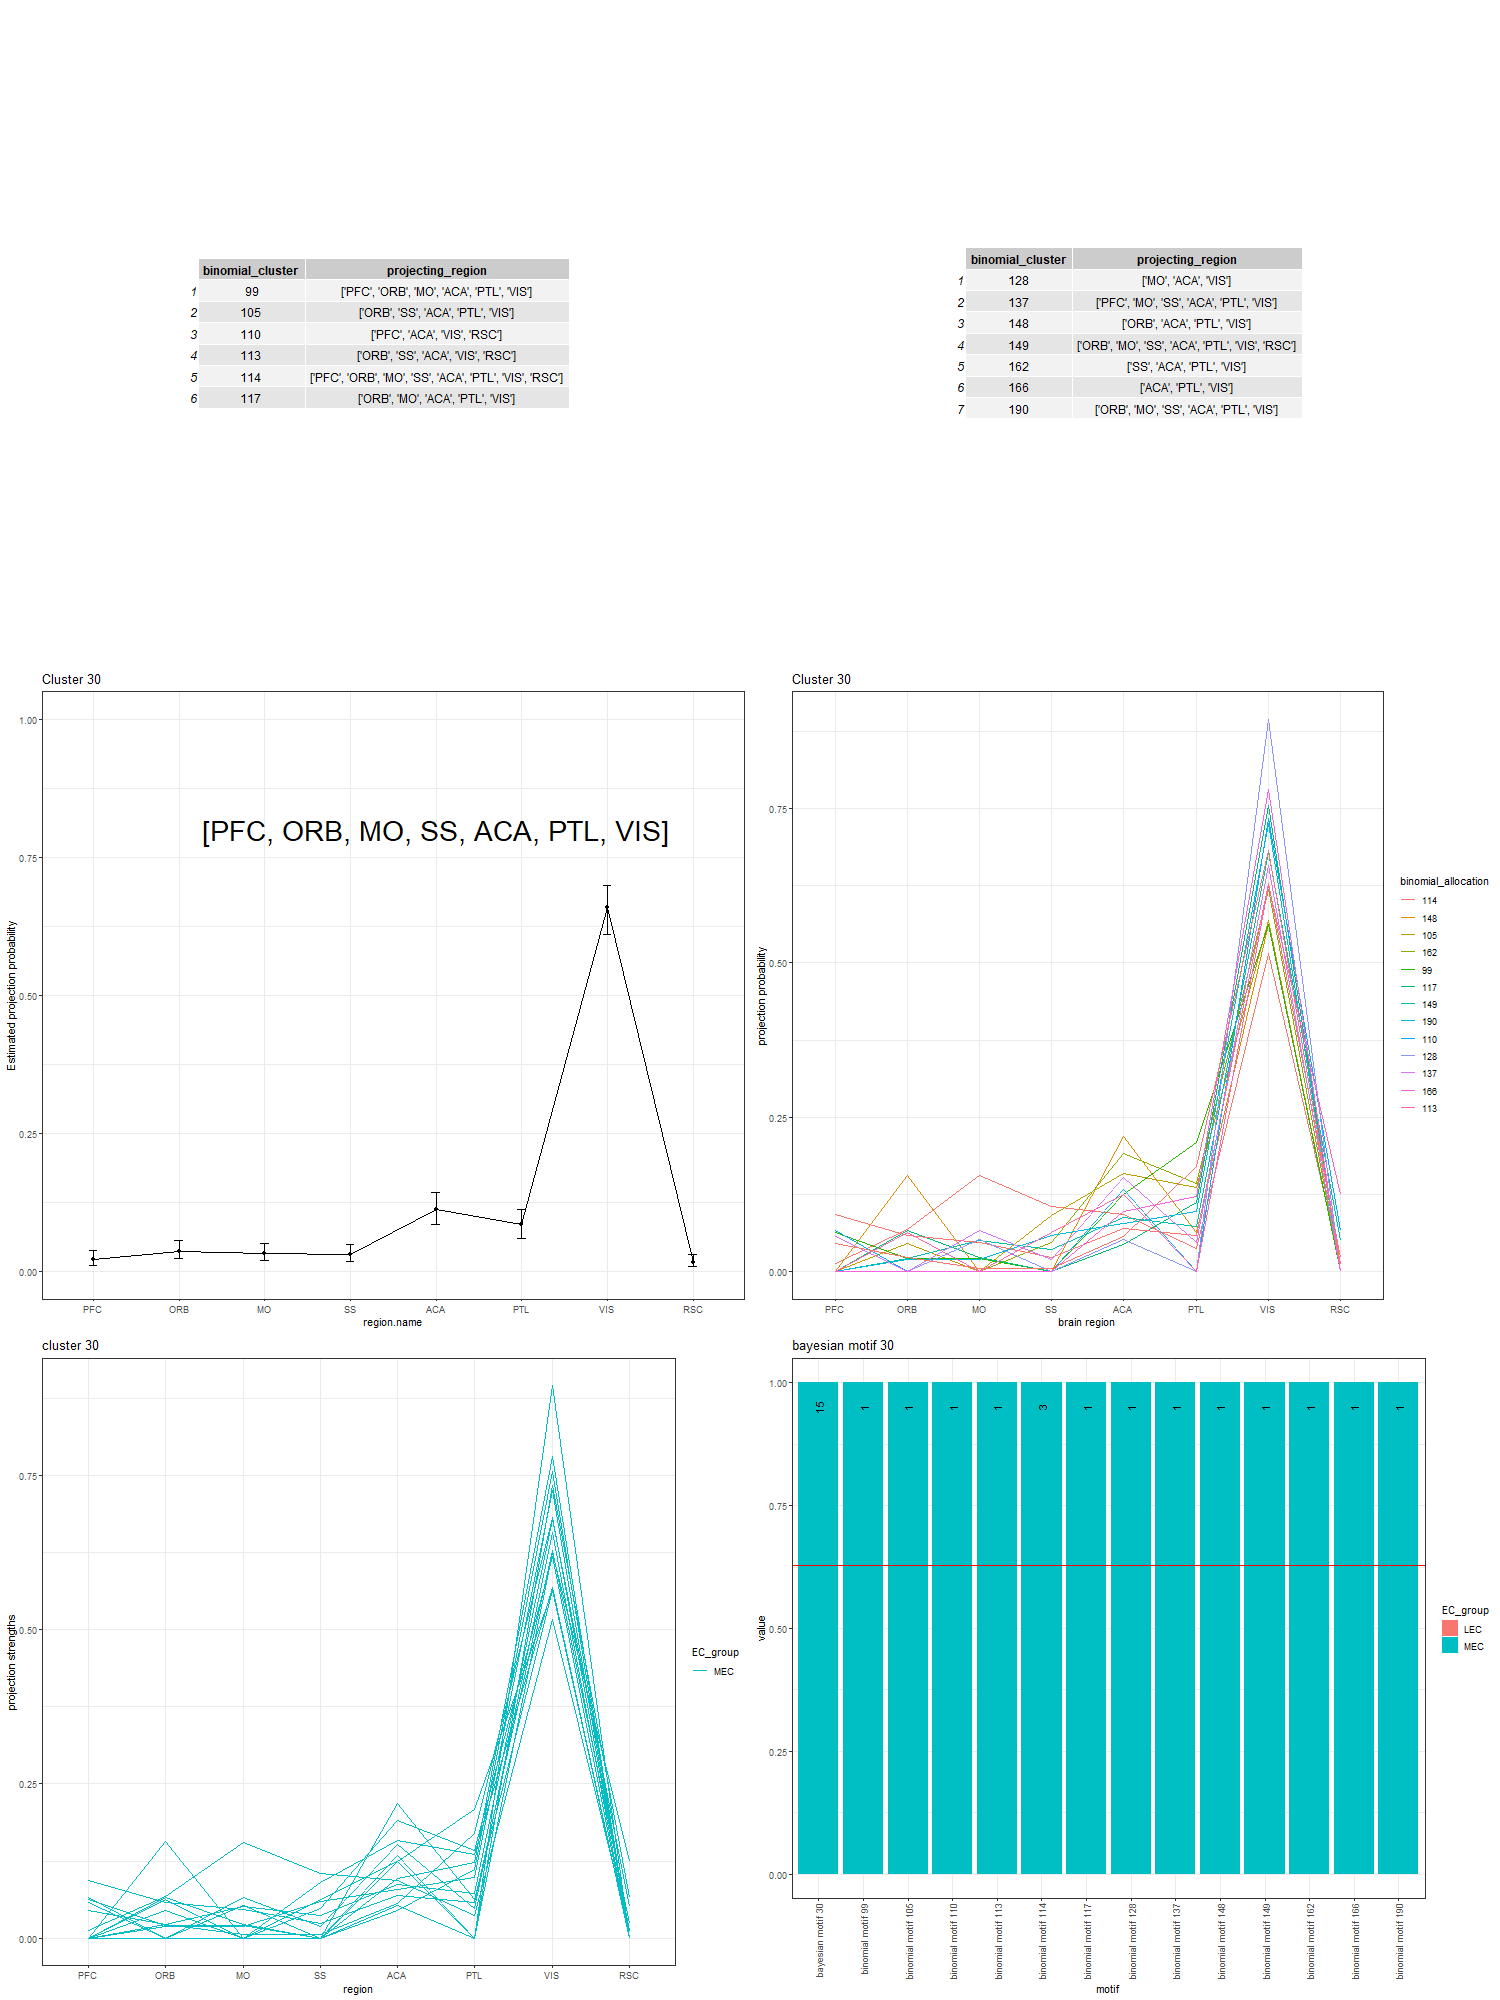 binomial_cluster projecting_region
1 99 ['PFC', 'ORB', 'MO', 'ACA', 'PTL', 'VIS']
2 105 ['ORB', 'SS', 'ACA', 'PTL', 'VIS']
3 110 ['PFC', 'ACA', 'VIS', 'RSC']
4 113 ['ORB', 'SS', 'ACA', 'VIS', 'RSC']
5 114 ['PFC', 'ORB', 'MO', 'SS', 'ACA', 'PTL', 'VIS', 'RSC']
6 117 ['ORB', 'MO', 'ACA', 'PTL', 'VIS']
binomial_cluster projecting_region
1 128 ['MO', 'ACA', 'VIS']
2 137 ['PFC', 'MO', 'SS', 'ACA', 'PTL', 'VIS']
3 148 ['ORB', 'ACA', 'PTL', 'VIS']
4 149 ['ORB', 'MO', 'SS', 'ACA', 'PTL', 'VIS', 'RSC']
5 162 ['SS', 'ACA', 'PTL', 'VIS']
6 166 ['ACA', 'PTL', 'VIS']
7 190 ['ORB', 'MO', 'SS', 'ACA', 'PTL', 'VIS']
Cluster 30
Estimated projection probability
1.00
0.75
0.50
0.25
0.00
[PFC, ORB, MO, SS, ACA, PTL, VIS]
PFC ORB MO SS ACA PTL VIS RSC
region.name
Cluster 30
projection probability
0.75
0.50
0.25
0.00
PFC ORB MO SS ACA PTL VIS RSC
brain region
binomial_allocation
114
148
105
162
99
117
149
190
110
128
137
166
113
cluster 30
projection strengths
0.75
0.50
0.25
0.00
PFC ORB MO SS ACA PTL VIS RSC
region
EC_group
MEC
bayesian motif 30
value
1.00
0.75
0.50
0.25
0.00
15 1 1 1 1 3 1 1 1 1 1 1 1 1
bayesian motif 30
binomial motif 99
binomial motif 105
binomial motif 110
binomial motif 113
binomial motif 114
binomial motif 117
binomial motif 128
binomial motif 137
binomial motif 148
binomial motif 149
binomial motif 162
binomial motif 166
binomial motif 190
motif
EC_group
LEC
MEC